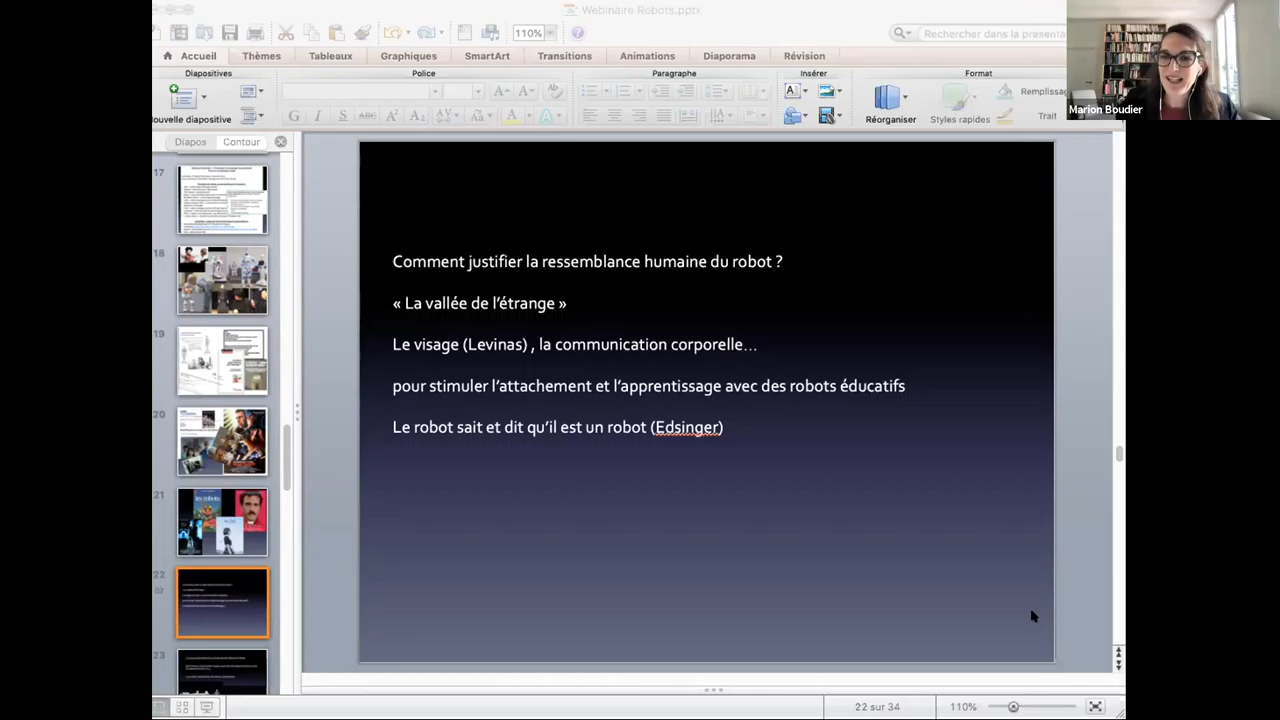 Webinaire Robots.pptx
110%
Rechercher dans la présenta
Accueil Thèmes Tableaux Graphiques SmartArt Transitions Animations Diaporama Révision
Diapositives Police Paragraphe Insérer Format
Remplissag
ouvelle diapositive
G I S
Réorganiser Styles rapides Trait
Marion Boudier
Diapos Contour
17
18
19
20
21
22
23
Comment justifier la ressemblance humaine du robot ?
« La vallée de l'étrange »
Le visage (Levinas) , la communication corporelle…
pour stimuler l'attachement et l'apprentissage avec des robots éducatifs
Le robot sait et dit qu'il est un robot (Edsinger)
22 sur 34 110%